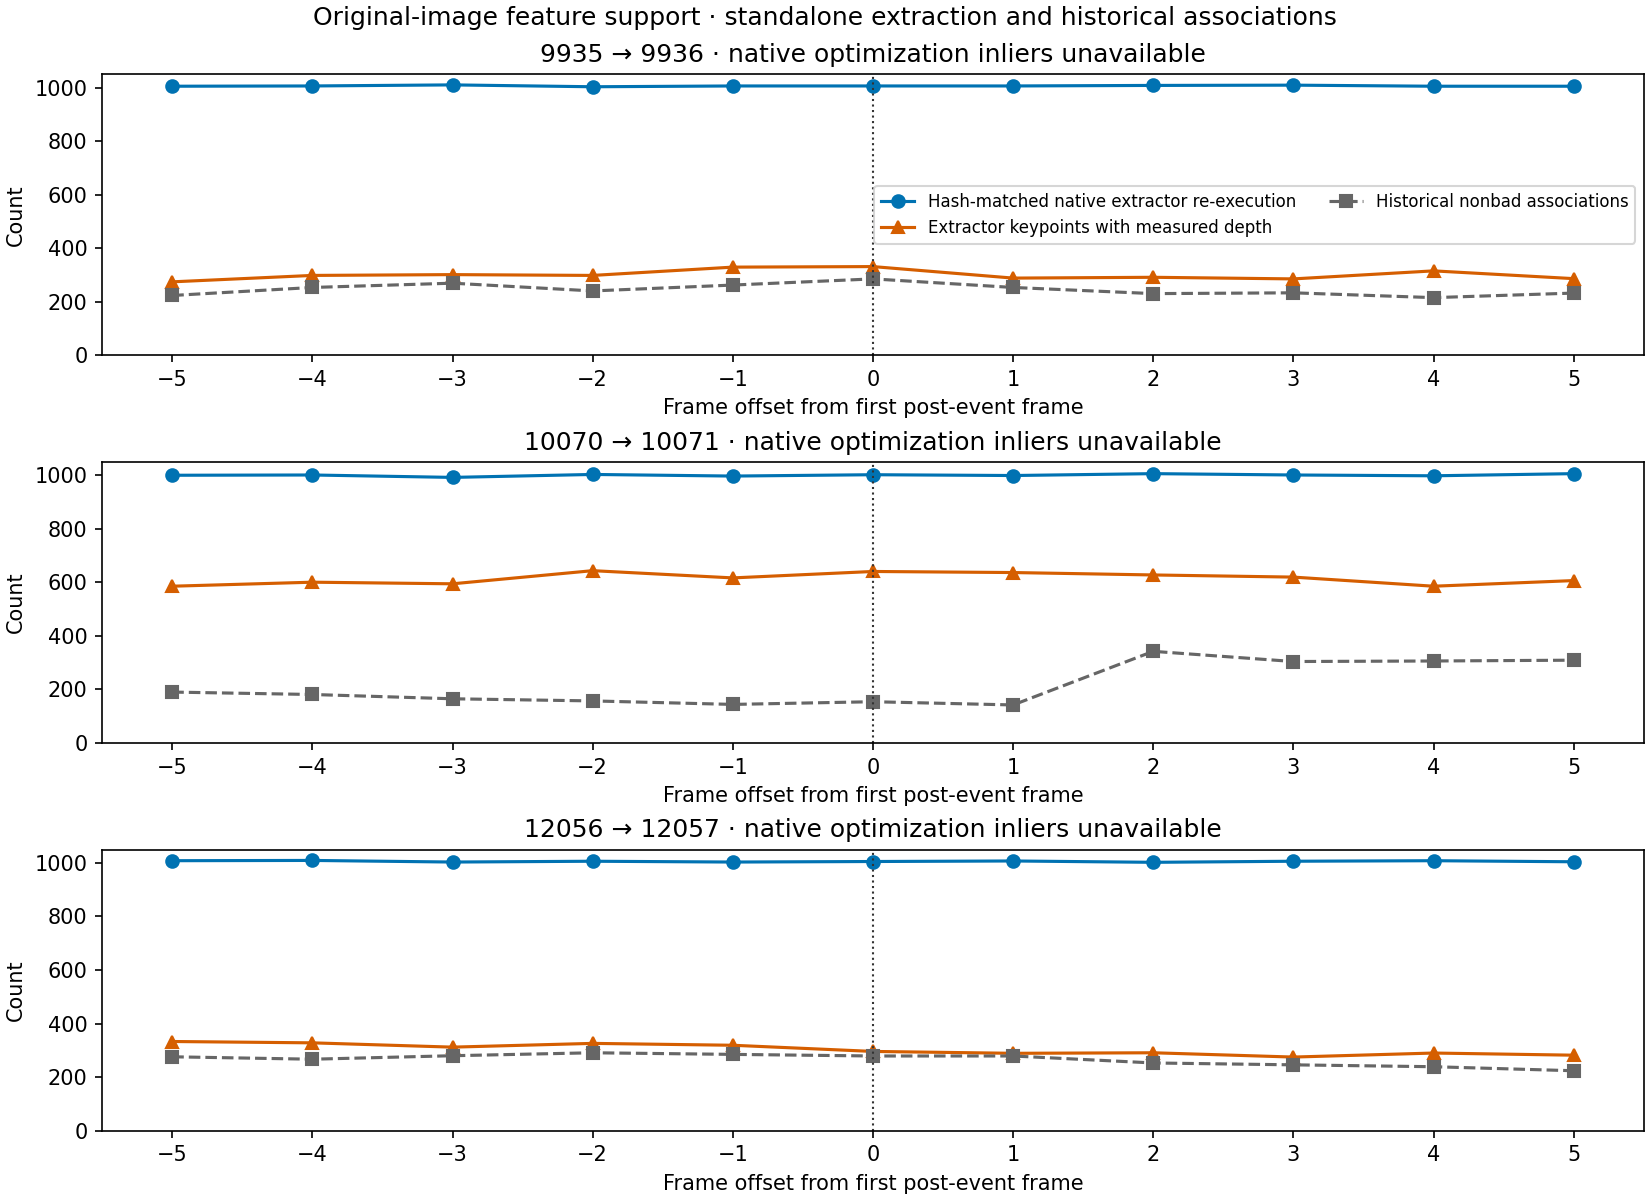 Original-image feature support · standalone extraction and historical associations
9935 → 9936 · native optimization inliers unavailable
1000
800
600
400
200
0
Count
Hash-matched native extractor re-execution
Extractor keypoints with measured depth
Historical nonbad associations
−5 −4 −3 −2 −1 0 1 2 3 4 5
Frame offset from first post-event frame
10070 → 10071 · native optimization inliers unavailable
1000
800
600
400
200
0
Count
−5 −4 −3 −2 −1 0 1 2 3 4 5
Frame offset from first post-event frame
12056 → 12057 · native optimization inliers unavailable
1000
800
600
400
200
0
Count
−5 −4 −3 −2 −1 0 1 2 3 4 5
Frame offset from first post-event frame